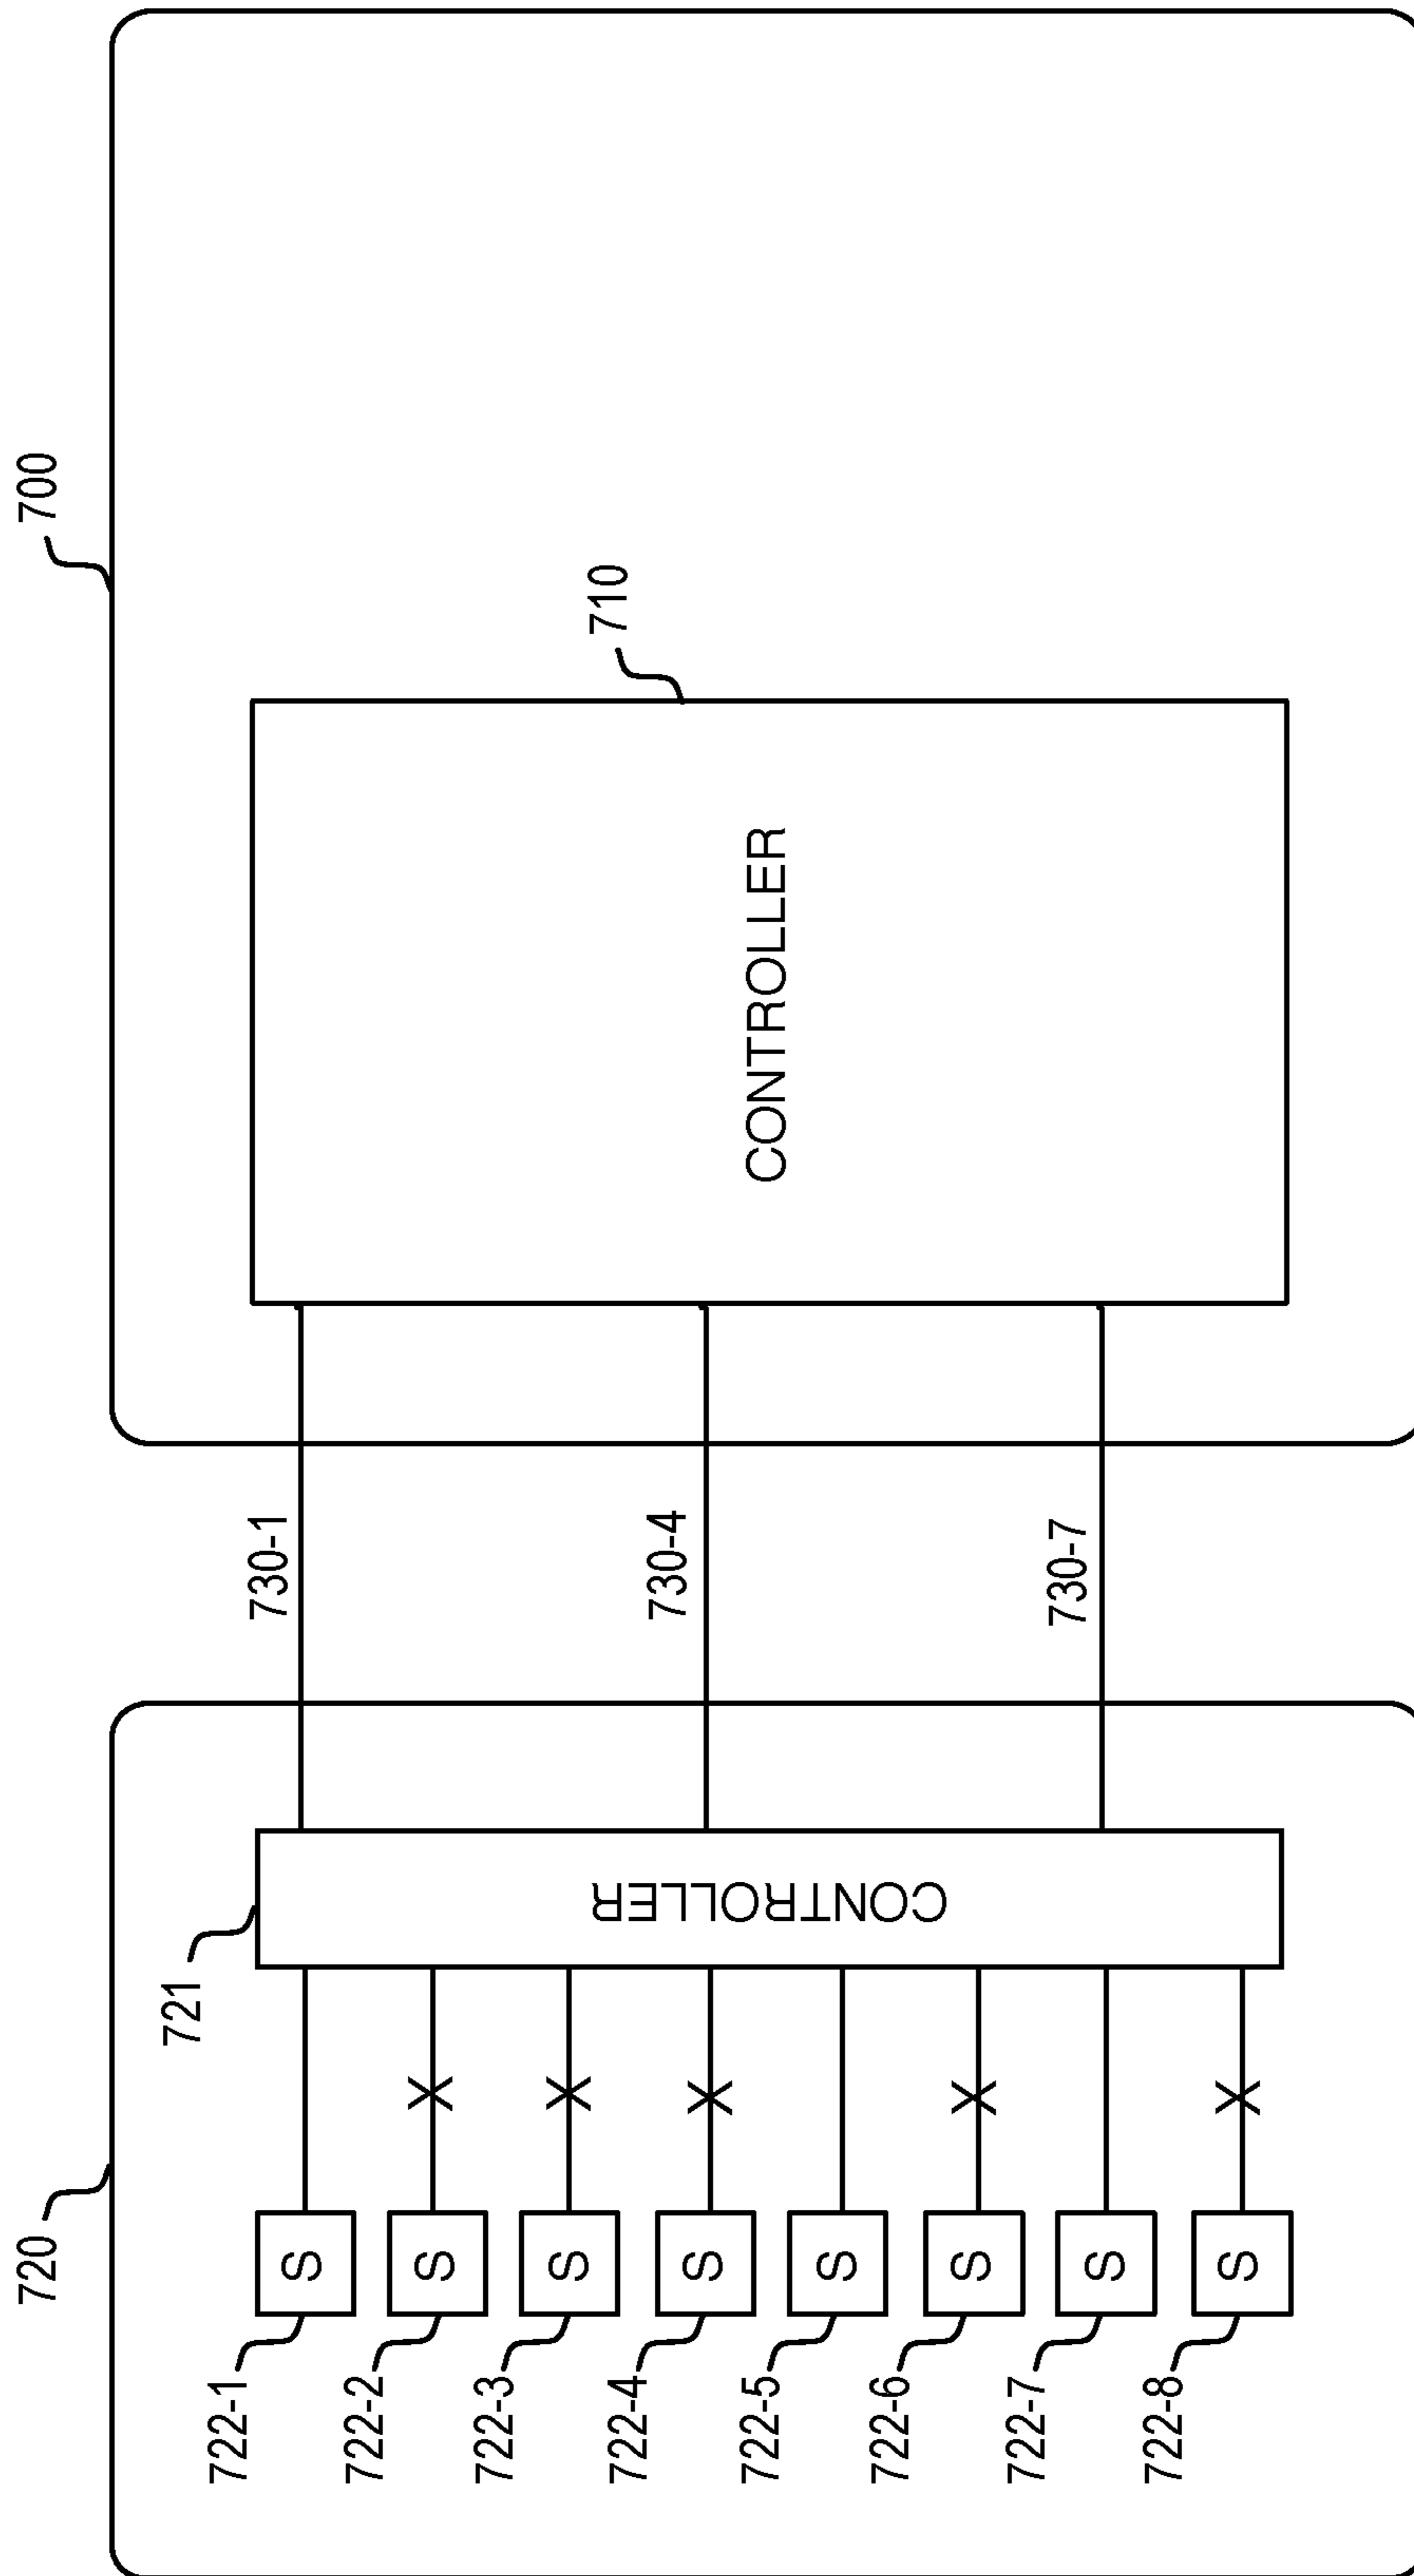 720
700
721
710
722-1
S
730-1
722-2
S
722-3
S
722-4
S
CONTROLLER
730-4
CONTROLLER
722-5
S
722-6
S
722-7
S
730-7
722-8
S
X
X
X
X
X